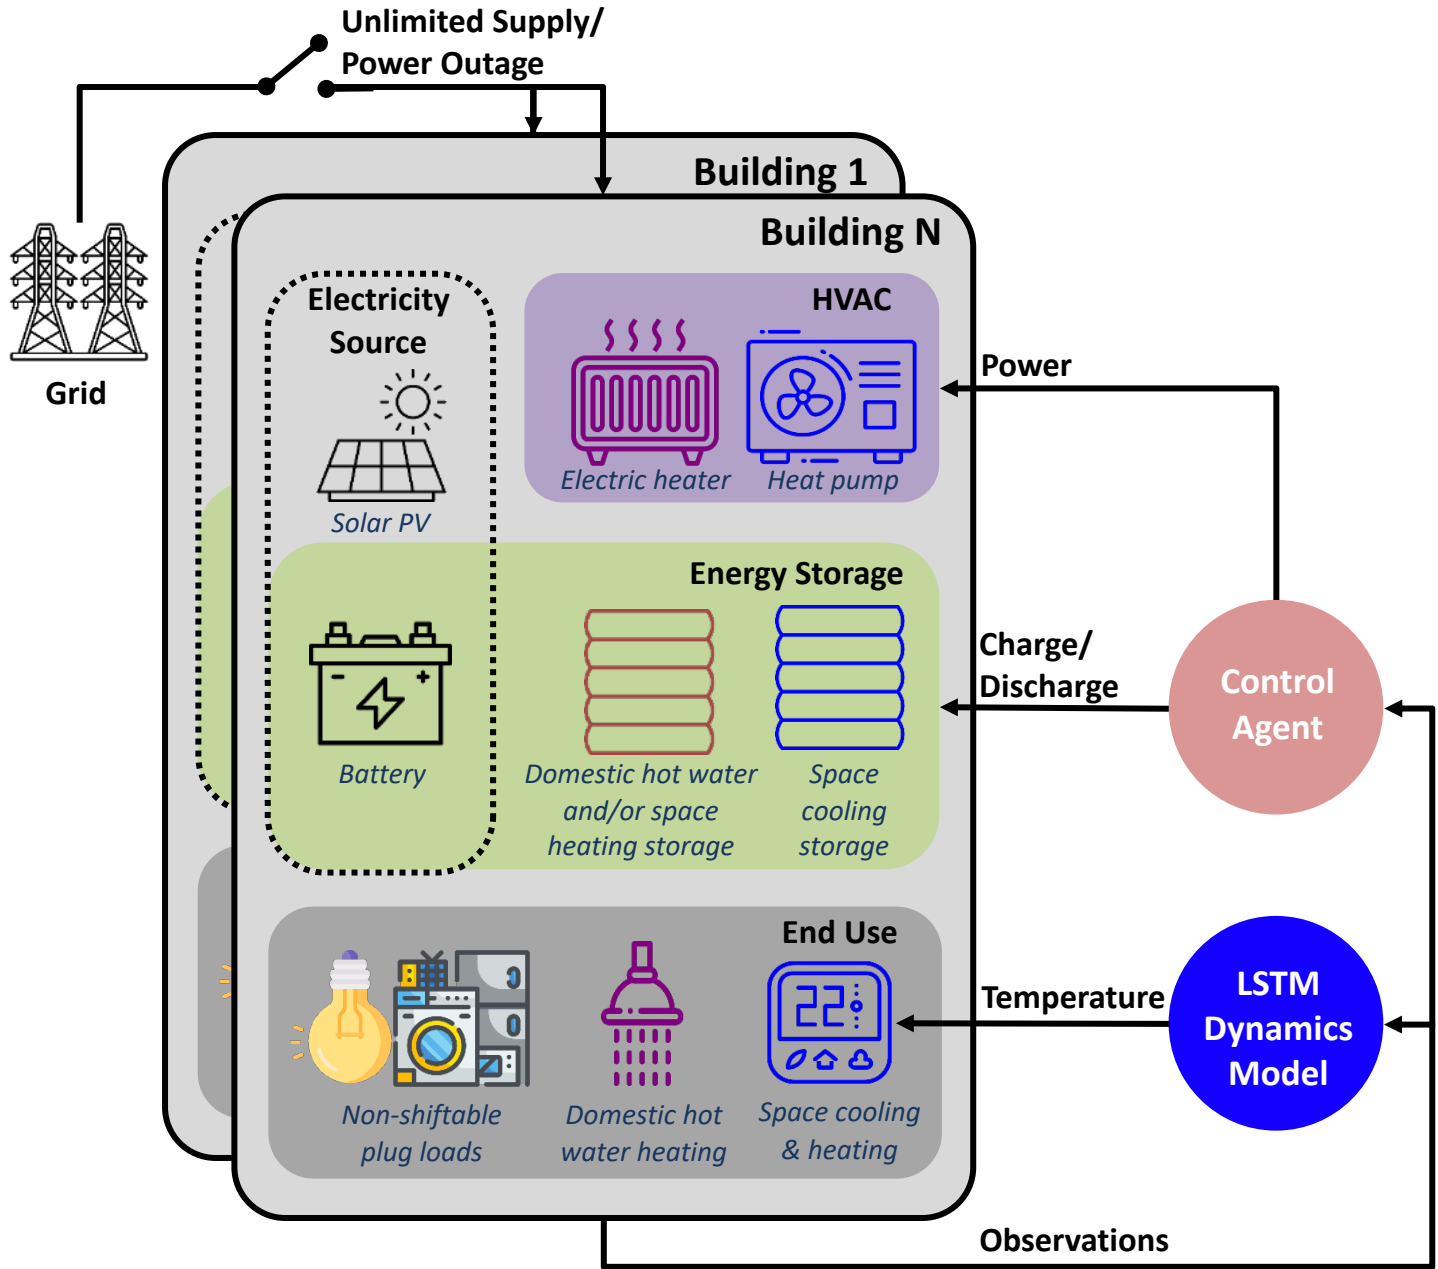 Unlimited Supply/
Power Outage
Grid
Building 1
Building N
Electricity
Source
Solar PV
HVAC
Electric heater
Heat pump
Power
Energy Storage
Battery
Domestic hot water
and/or space
heating storage
Space
cooling
storage
Charge/
Discharge
Control
Agent
End Use
22
Non-shiftable
plug loads
Domestic hot
water heating
Space cooling
& heating
Temperature
LSTM
Dynamics
Model
Observations